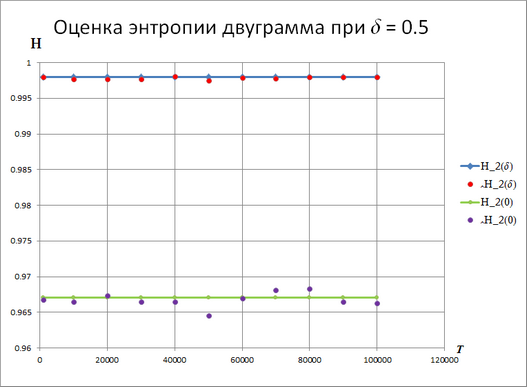 Оценка энтропии двуграмма при δ = 0.5
H
1
0.995
0.99
0.985
0.98
0.975
0.97
0.965
0.96
0
20000
40000
60000
80000
100000
120000
T
H_2(δ)
.H_2(δ)
H_2(0)
.H_2(0)